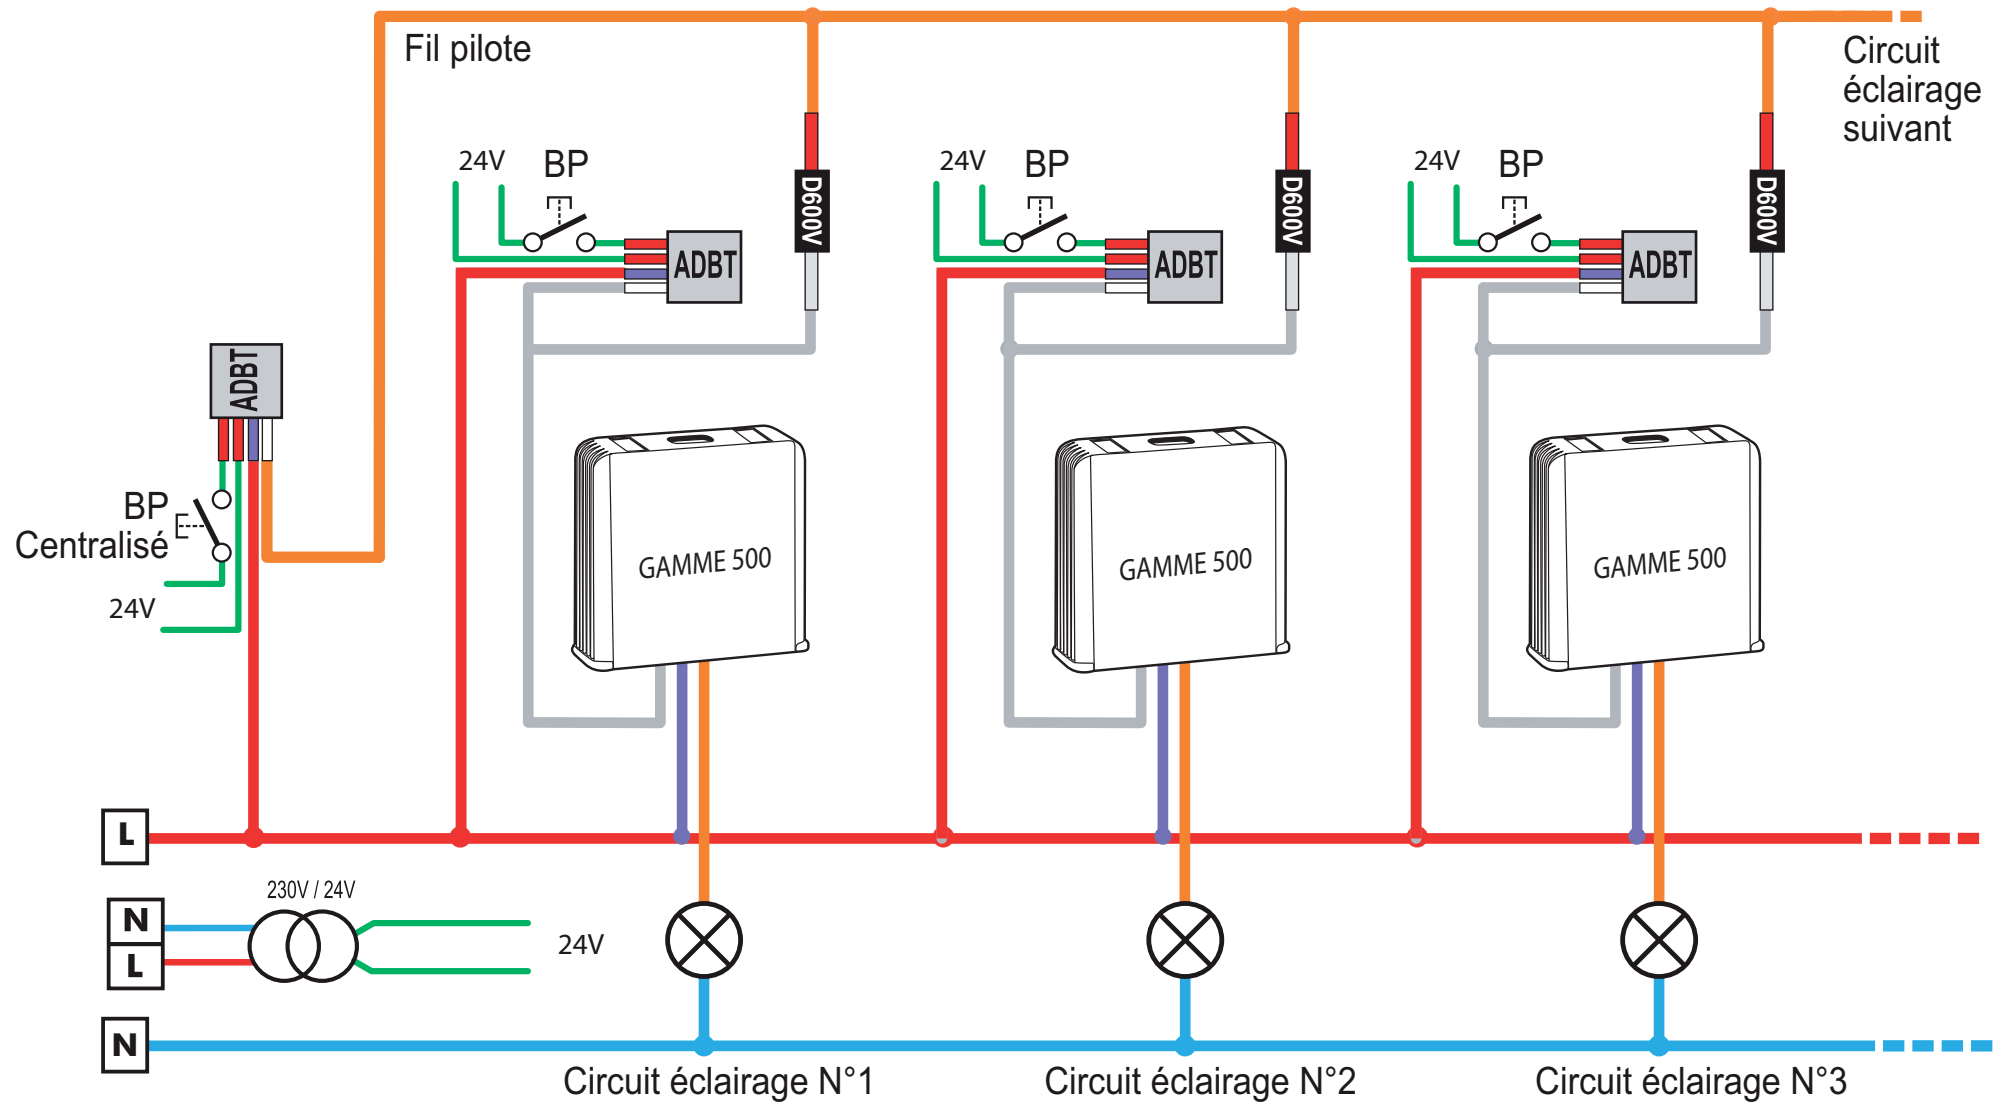 Fil pilote
Circuit
éclairage
suivant
24V
BP
D600V
ADBT
24V
BP
D600V
ADBT
24V
BP
D600V
ADBT
ADBT
BP
Centralisé
24V
GAMME 500
GAMME 500
GAMME 500
L
230V / 24V
N
L
24V
N
Circuit éclairage N°1
Circuit éclairage N°2
Circuit éclairage N°3